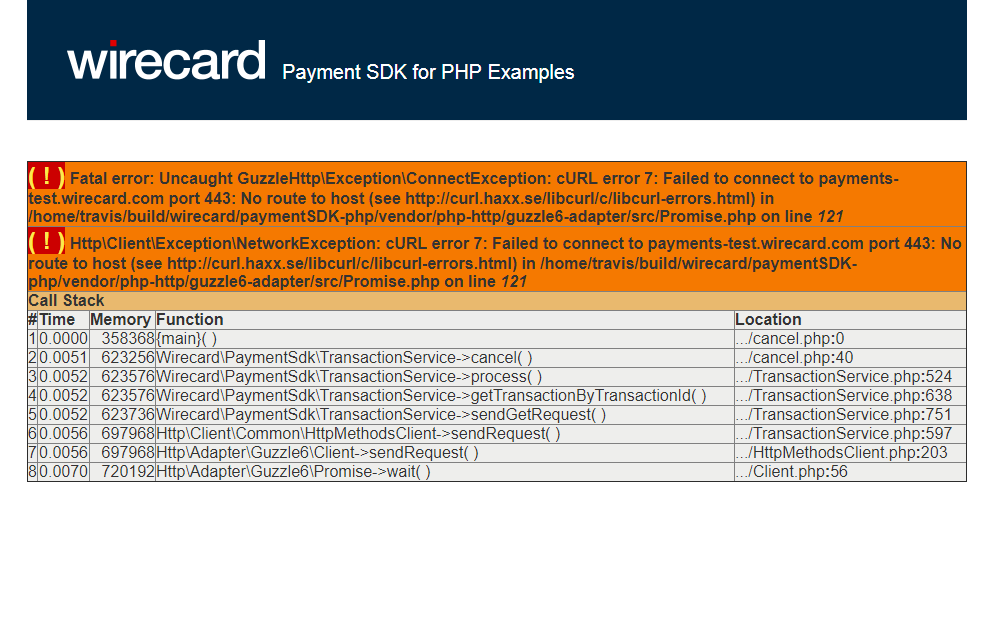 wirecard Payment SDK for PHP Examples
( ! ) Fatal error: Uncaught GuzzleHttp\Exception\ConnectException: cURL error 7: Failed to connect to payments-
test.wirecard.com port 443: No route to host (see http://curl.haxx.se/libcurl/c/libcurl-errors.html) in
/home/travis/build/wirecard/paymentSDK-php/vendor/php-http/guzzle6-adapter/src/Promise.php on line 121
( ! ) Http\Client\Exception\NetworkException: cURL error 7: Failed to connect to payments-test.wirecard.com port 443: No
route to host (see http://curl.haxx.se/libcurl/c/libcurl-errors.html) in /home/travis/build/wirecard/paymentSDK-
php/vendor/php-http/guzzle6-adapter/src/Promise.php on line 121
Call Stack
# Time Memory Function Location
1 0.0000 358368 {main}( ) .../cancel.php:0
2 0.0051 623256 Wirecard\PaymentSdk\TransactionService->cancel( ) .../cancel.php:40
3 0.0052 623576 Wirecard\PaymentSdk\TransactionService->process( ) .../TransactionService.php:524
4 0.0052 623576 Wirecard\PaymentSdk\TransactionService->getTransactionByTransactionId( ) .../TransactionService.php:638
5 0.0052 623736 Wirecard\PaymentSdk\TransactionService->sendGetRequest( ) .../TransactionService.php:751
6 0.0056 697968 Http\Client\Common\HttpMethodsClient->sendRequest( ) .../TransactionService.php:597
7 0.0056 697968 Http\Adapter\Guzzle6\Client->sendRequest( ) .../HttpMethodsClient.php:203
8 0.0070 720192 Http\Adapter\Guzzle6\Promise->wait( ) .../Client.php:56